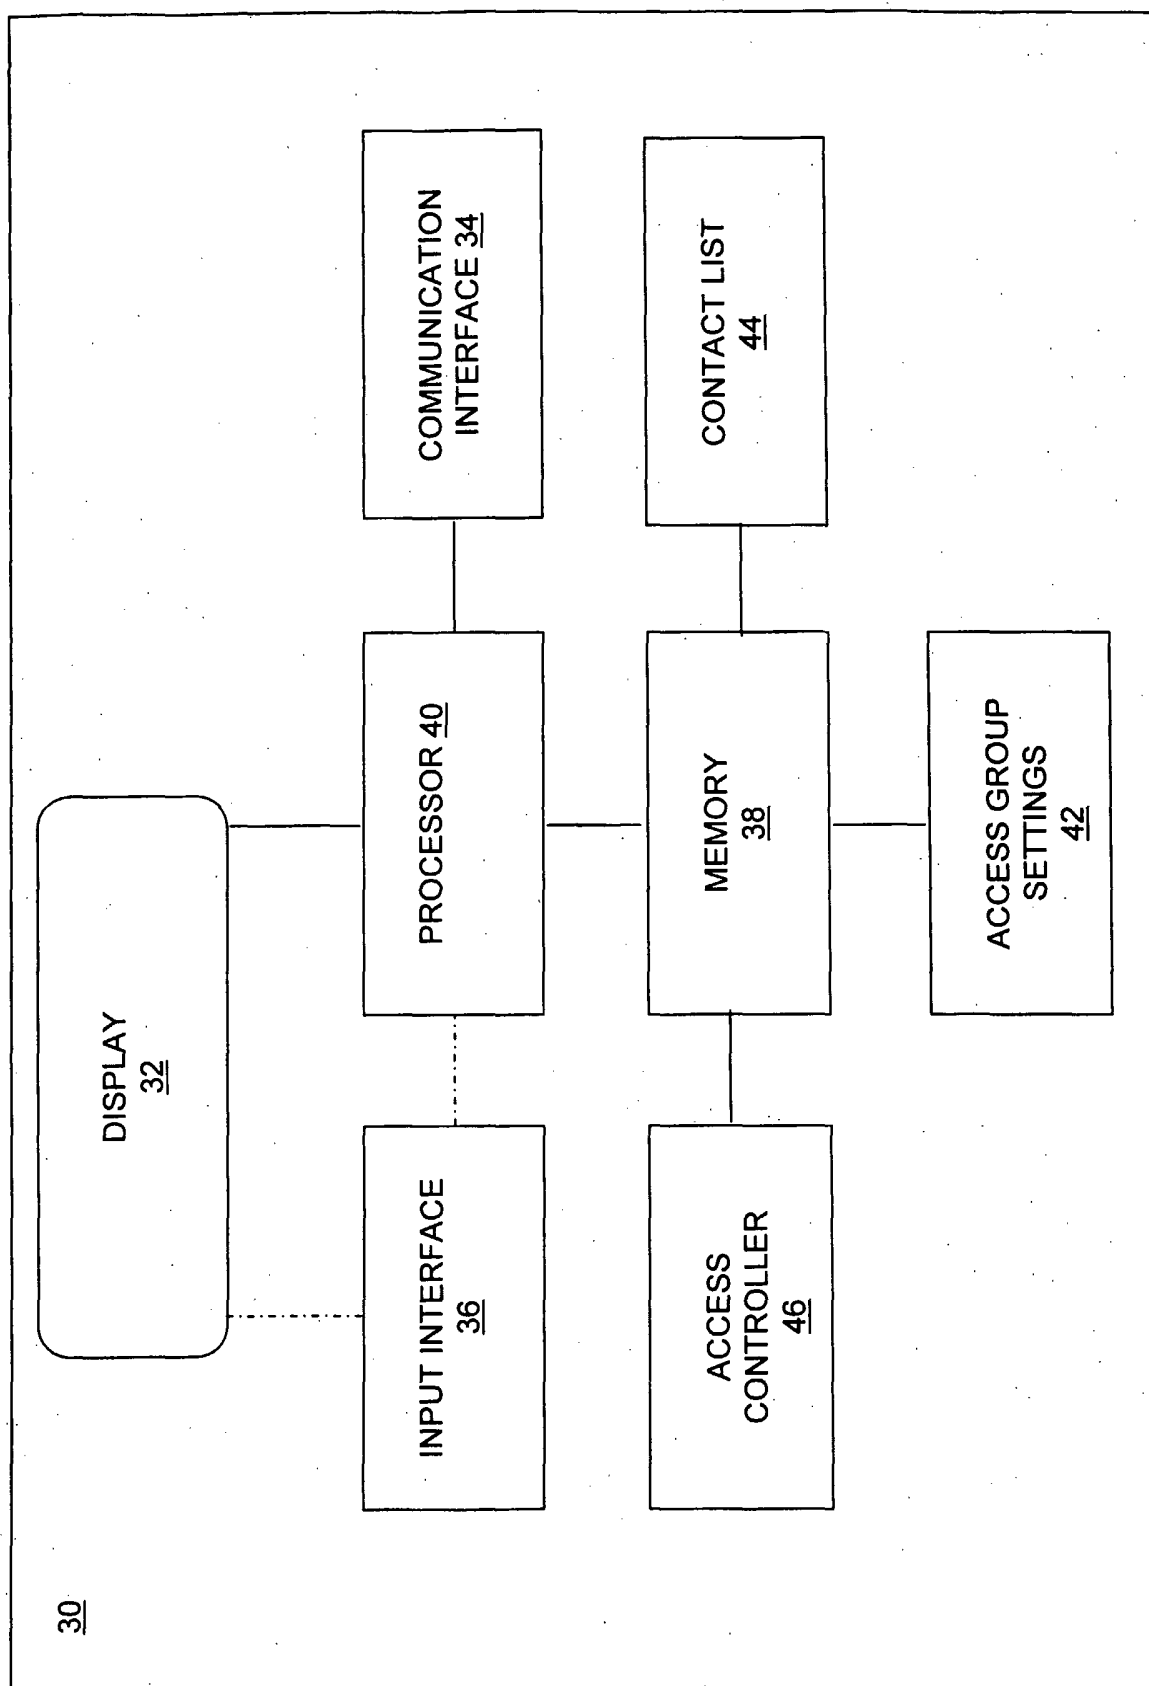 30
DISPLAY
32
INPUT INTERFACE
36
PROCESSOR 40
COMMUNICATION
INTERFACE 34
ACCESS
CONTROLLER
46
MEMORY
38
CONTACT LIST
44
ACCESS GROUP
SETTINGS
42